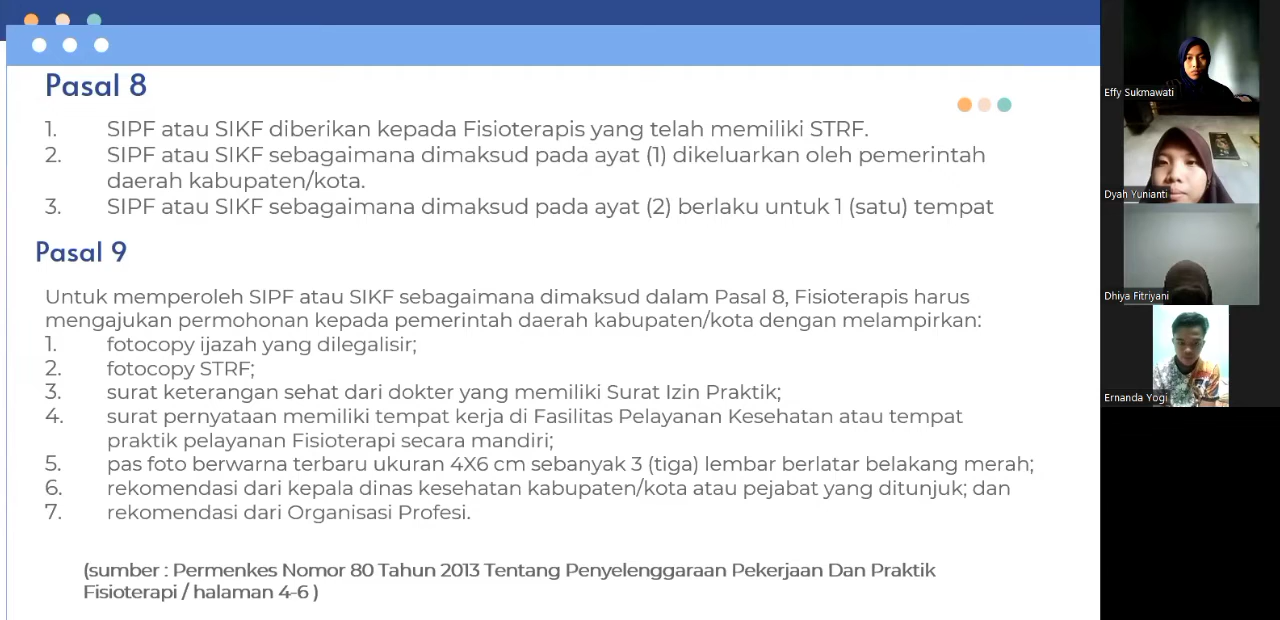 Pasal 8
1. SIPF atau SIKF diberikan kepada Fisioterapis yang telah memiliki STRF.
2. SIPF atau SIKF sebagaimana dimaksud pada ayat (1) dikeluarkan oleh pemerintah
daerah kabupaten/kota.
3. SIPF atau SIKF sebagaimana dimaksud pada ayat (2) berlaku untuk 1 (satu) tempat
Pasal 9
Untuk memperoleh SIPF atau SIKF sebagaimana dimaksud dalam Pasal 8, Fisioterapis harus
mengajukan permohonan kepada pemerintah daerah kabupaten/kota dengan melampirkan:
1. fotocopy ijazah yang dilegalisir;
2. fotocopy STRF;
3. surat keterangan sehat dari dokter yang memiliki Surat Izin Praktik;
4. surat pernyataan memiliki tempat kerja di Fasilitas Pelayanan Kesehatan atau tempat
praktik pelayanan Fisioterapi secara mandiri;
5. pas foto berwarna terbaru ukuran 4X6 cm sebanyak 3 (tiga) lembar berlatar belakang merah;
6. rekomendasi dari kepala dinas kesehatan kabupaten/kota atau pejabat yang ditunjuk; dan
7. rekomendasi dari Organisasi Profesi.
(sumber : Permenkes Nomor 80 Tahun 2013 Tentang Penyelenggaraan Pekerjaan Dan Praktik
Fisioterapi / halaman 4-6 )
Effy Sukmawati
Dyah Yunianti
Dhiya Fitriyani
Ernanda Yogi